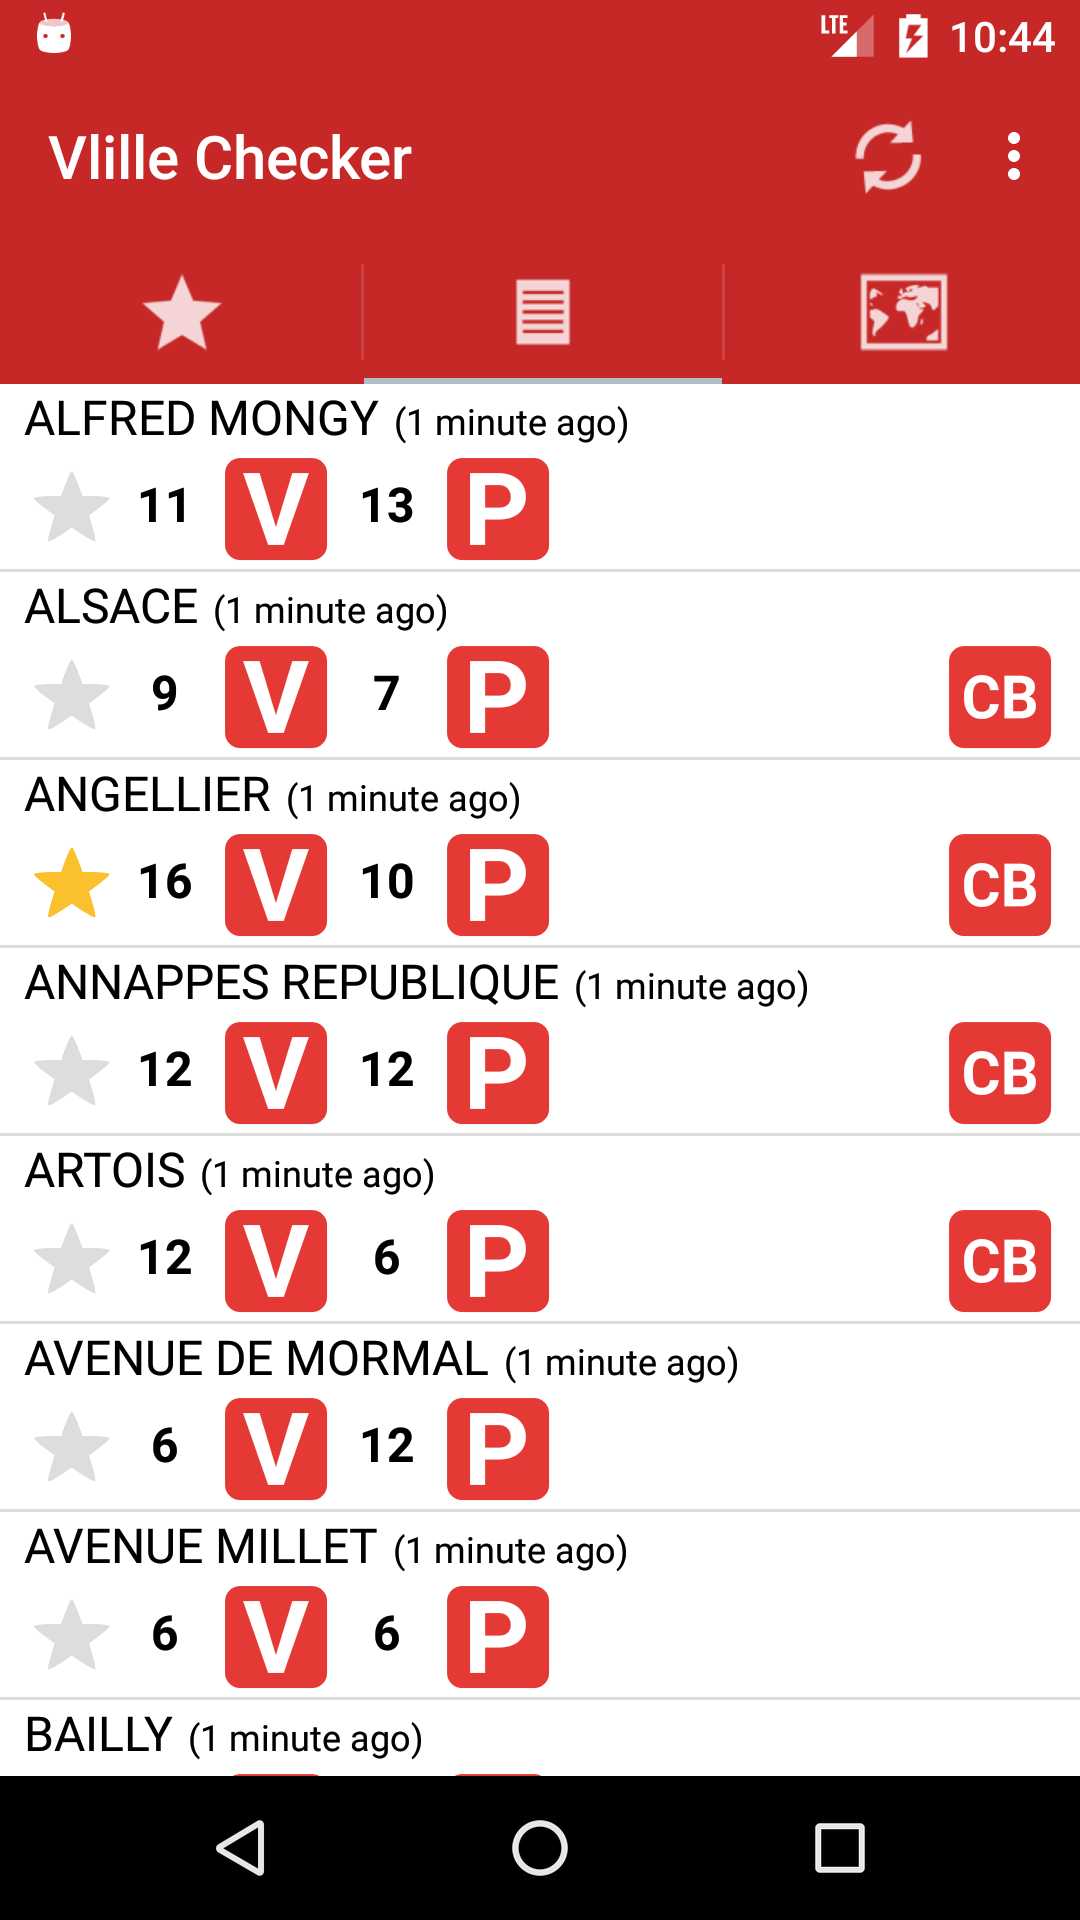 LTE 10:44
Vlille Checker
ALFRED MONGY (1 minute ago)
11 V 13 P
ALSACE (1 minute ago)
9 V 7 P CB
ANGELLIER (1 minute ago)
16 V 10 P CB
ANNAPPES REPUBLIQUE (1 minute ago)
12 V 12 P CB
ARTOIS (1 minute ago)
12 V 6 P CB
AVENUE DE MORMAL (1 minute ago)
6 V 12 P
AVENUE MILLET (1 minute ago)
6 V 6 P
BAILLY (1 minute ago)